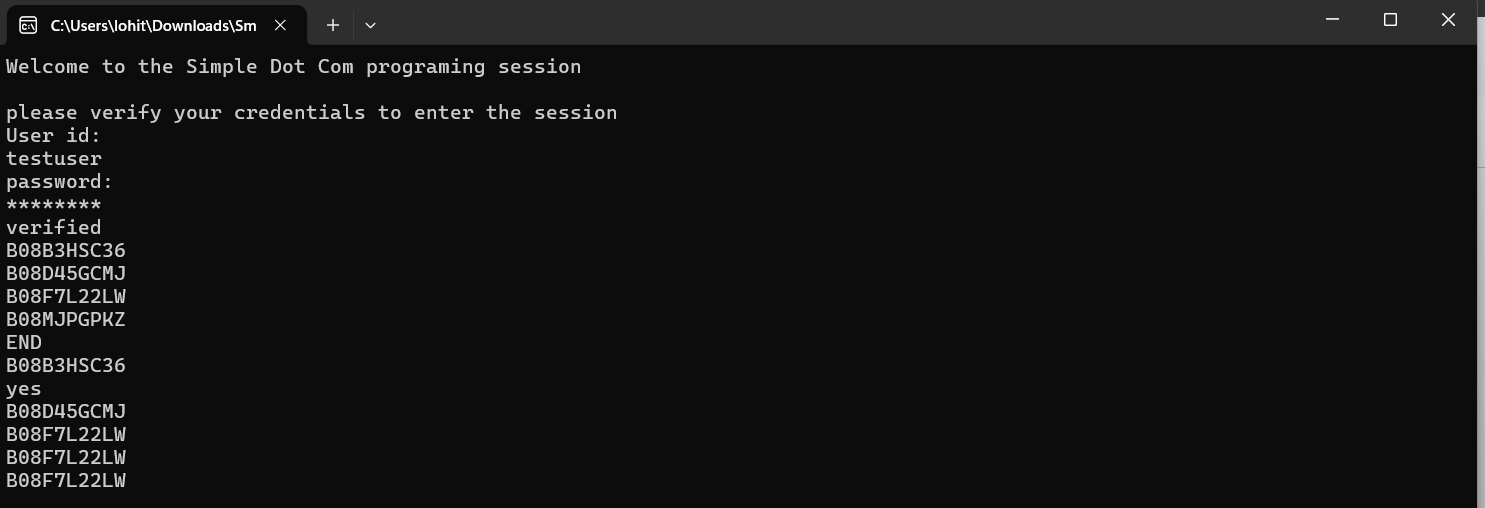 C:\Users\lohit\Downloads\Sm
Welcome to the Simple Dot Com programing session
please verify your credentials to enter the session
User id:
testuser
password:
********
verified
B08B3HSC36
B08D45GCMJ
B08F7L22LW
B08MJPGPKZ
END
B08B3HSC36
yes
B08D45GCMJ
B08F7L22LW
B08F7L22LW
B08F7L22LW